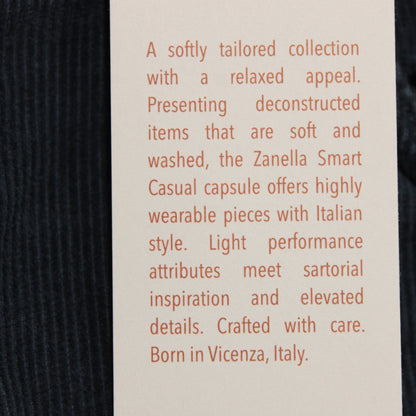 A softly tailored collection
with a relaxed appeal.
Presenting deconstructed
items that are soft and
washed, the Zanella Smart
Casual capsule offers highly
wearable pieces with Italian
style. Light performance
attributes meet sartorial
inspiration and elevated
details. Crafted with care.
Born in Vicenza, Italy.